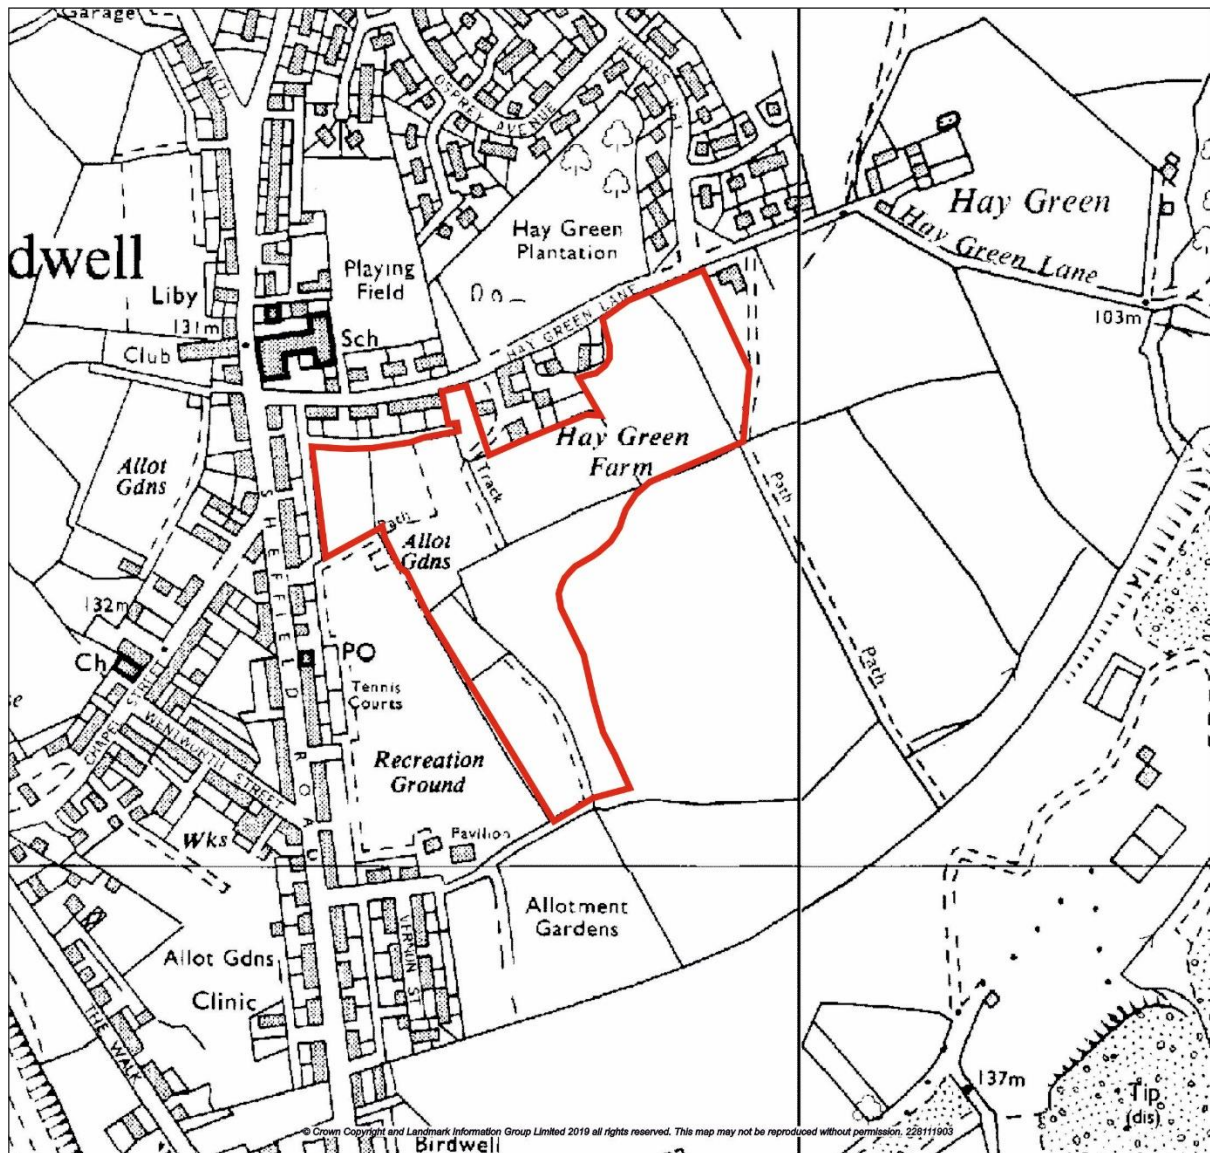 Garage
OSPREY AVENUE
dwell
Liby
131m
Club
Sch
Playing
Field
Hay Green
Plantation
Hay Green
Hay Green Lane
103m
HAY GREEN LANE
Hay Green
Farm
Track
Path
Allot
Gdns
Allot
Gdns
Path
Path
SHEFFIELD ROAD
132m
Ch
PO
Tennis
Courts
Recreation
Ground
CHAPEL ST
WENTWORTH STREET
Wks
Pavilion
Allotment
Gardens
VERNON ST
Allot Gdns
Clinic
THE WALK
137m
Tip
(dis)
© Crown Copyright and Landmark Information Group Limited 2019 all rights reserved. This map may not be reproduced without permission. 228111903
Birdwell